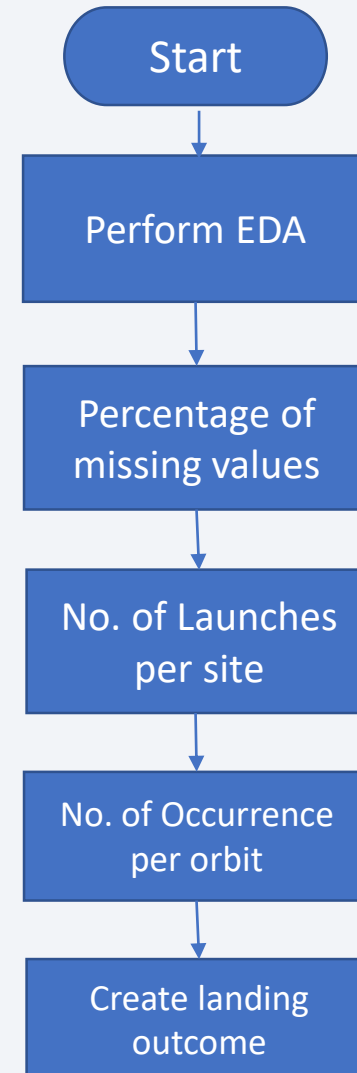 Start
Perform EDA
Percentage of
missing values
No. of Launches
per site
No. of Occurrence
per orbit
Create landing
outcome